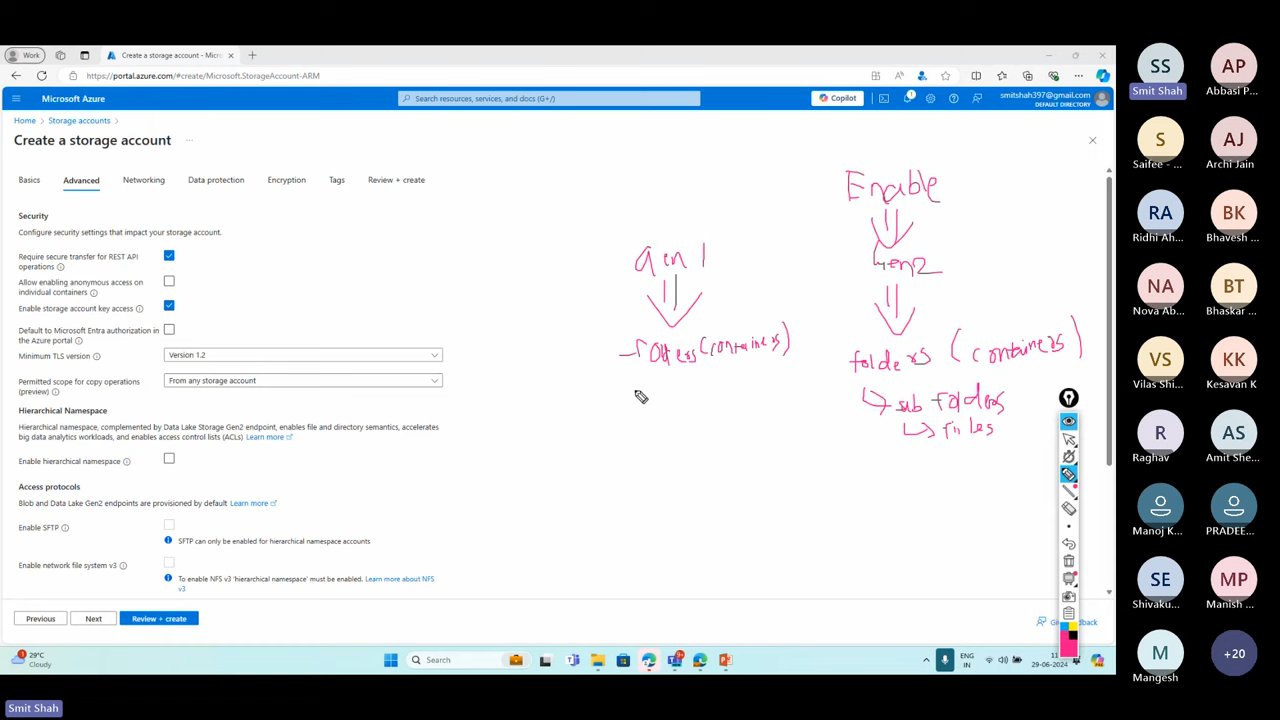 Work
Create a storage account - Micr
https://portal.azure.com/#create/Microsoft.StorageAccount-ARM
Microsoft Azure
Search resources, services, and docs (G+/)
Copilot
1
smitshah397@gmail.com
DEFAULT DIRECTORY
Home > Storage accounts >
Create a storage account ...
Basics
Advanced
Networking
Data protection
Encryption
Tags
Review + create
Security
Configure security settings that impact your storage account.
Require secure transfer for REST API operations
Allow enabling anonymous access on individual containers
Enable storage account key access
Default to Microsoft Entra authorization in the Azure portal
Minimum TLS version
Version 1.2
Permitted scope for copy operations (preview)
From any storage account
Hierarchical Namespace
Hierarchical namespace, complemented by Data Lake Storage Gen2 endpoint, enables file and directory semantics, accelerates
big data analytics workloads, and enables access control lists (ACLs) Learn more
Enable hierarchical namespace
Access protocols
Blob and Data Lake Gen2 endpoints are provisioned by default Learn more
Enable SFTP
SFTP can only be enabled for hierarchical namespace accounts
Enable network file system v3
To enable NFS v3 'hierarchical namespace' must be enabled. Learn more about NFS
v3
Previous
Next
Review + create
Enable
Gen 1
Gen2
(containers)
folders (containers)
sub folders
files
29°C
Cloudy
Search
ENG
IN
29-06-2024
SS
Smit Shah
AP
Abbasi P...
S
Saifee - ...
AJ
Archi Jain
RA
Ridhi Ah...
BK
Bhavesh ...
NA
Nova Ab...
BT
Bhaskar ...
VS
Vilas Shi...
K
Kesavan K
R
Raghav
AS
Amit She...
Manoj K...
PRADEE...
SE
Shivaku...
MP
Manish ...
M
Mangesh
+20
Smit Shah